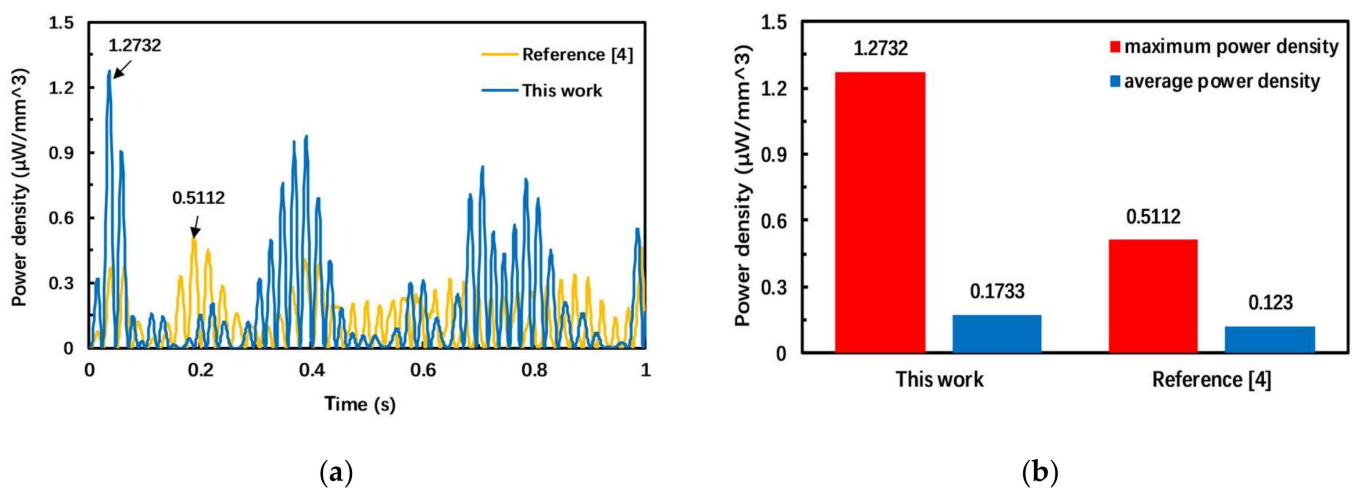 1.5
1.2
0.9
0.6
0.3
0
Power density (μW/mm^3)
1.2732
0.5112
Reference [4]
This work
0 0.2 0.4 0.6 0.8 1
Time (s)
(a)
1.5
1.2
0.9
0.6
0.3
0
Power density (μW/mm^3)
maximum power density
average power density
1.2732
0.1733
0.5112
0.123
This work Reference [4]
(b)